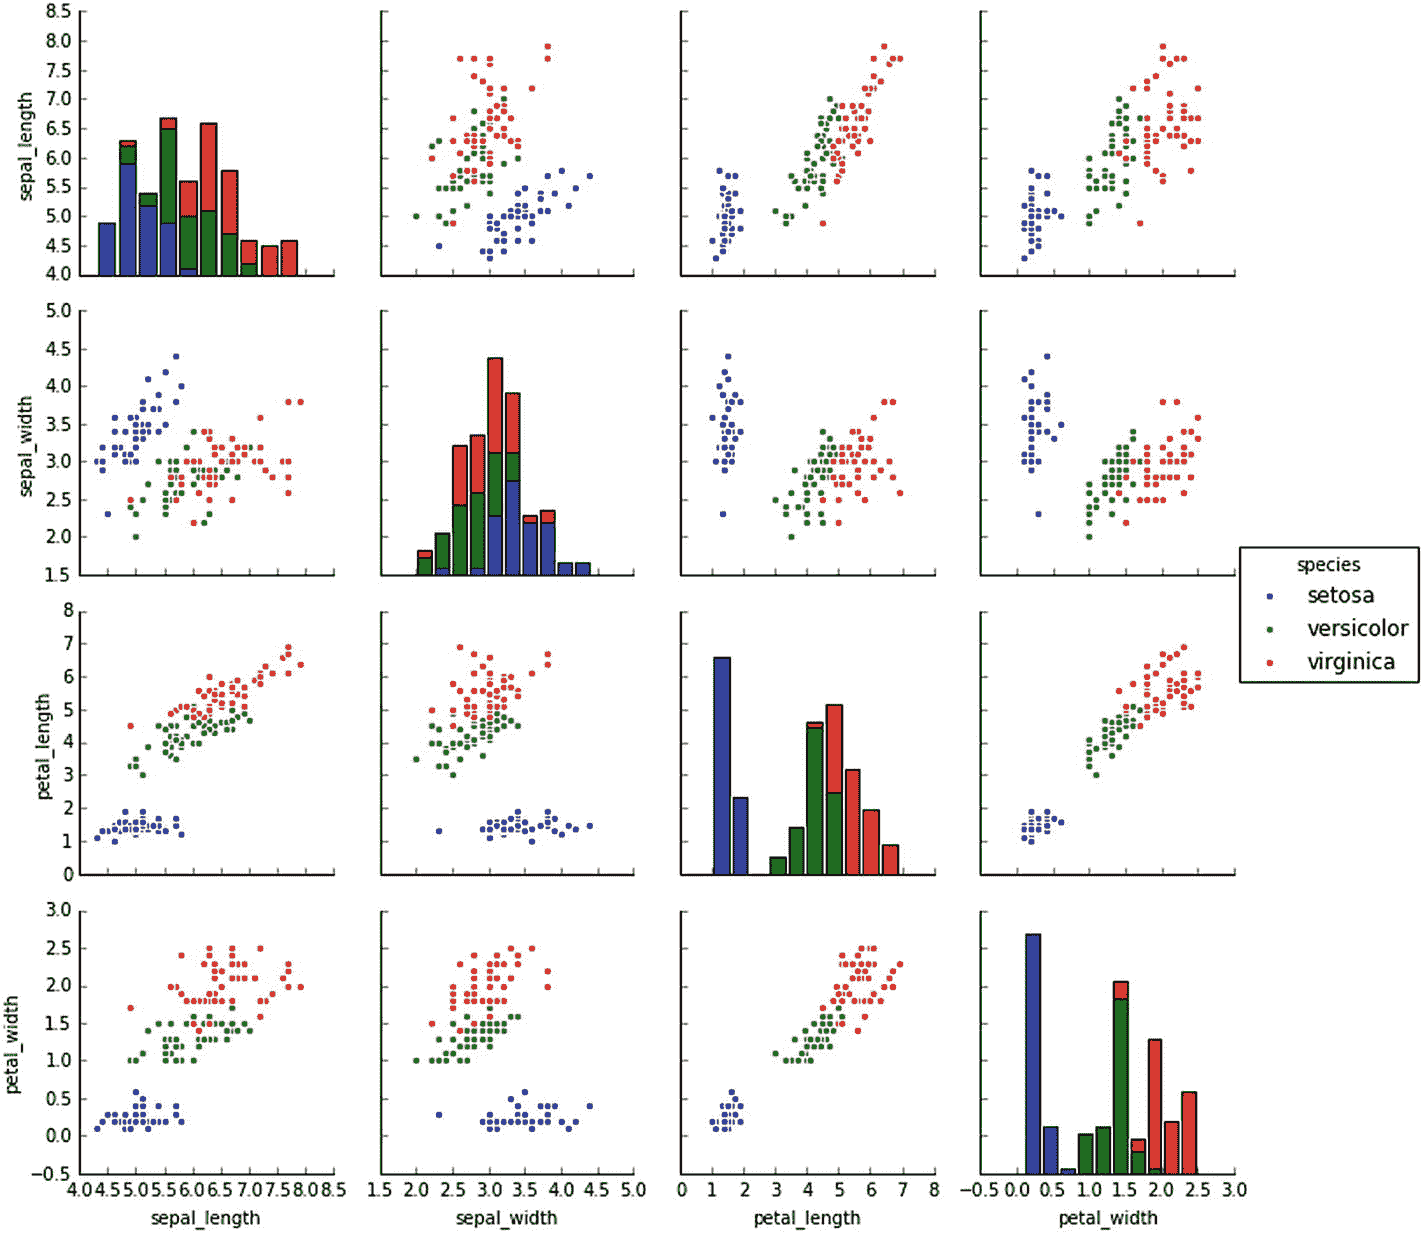 8.5
8.0
7.5
7.0
6.5
6.0
5.5
5.0
4.5
4.0
sepal_length
5.0
4.5
4.0
3.5
3.0
2.5
2.0
1.5
sepal_width
species
setosa
versicolor
virginica
8
7
6
5
4
3
2
1
0
petal_length
3.0
2.5
2.0
1.5
1.0
0.5
0.0
−0.5
petal_width
4.0 4.5 5.0 5.5 6.0 6.5 7.0 7.5 8.0 8.5
sepal_length
1.5 2.0 2.5 3.0 3.5 4.0 4.5 5.0
sepal_width
0 1 2 3 4 5 6 7 8
petal_length
−0.5 0.0 0.5 1.0 1.5 2.0 2.5 3.0
petal_width